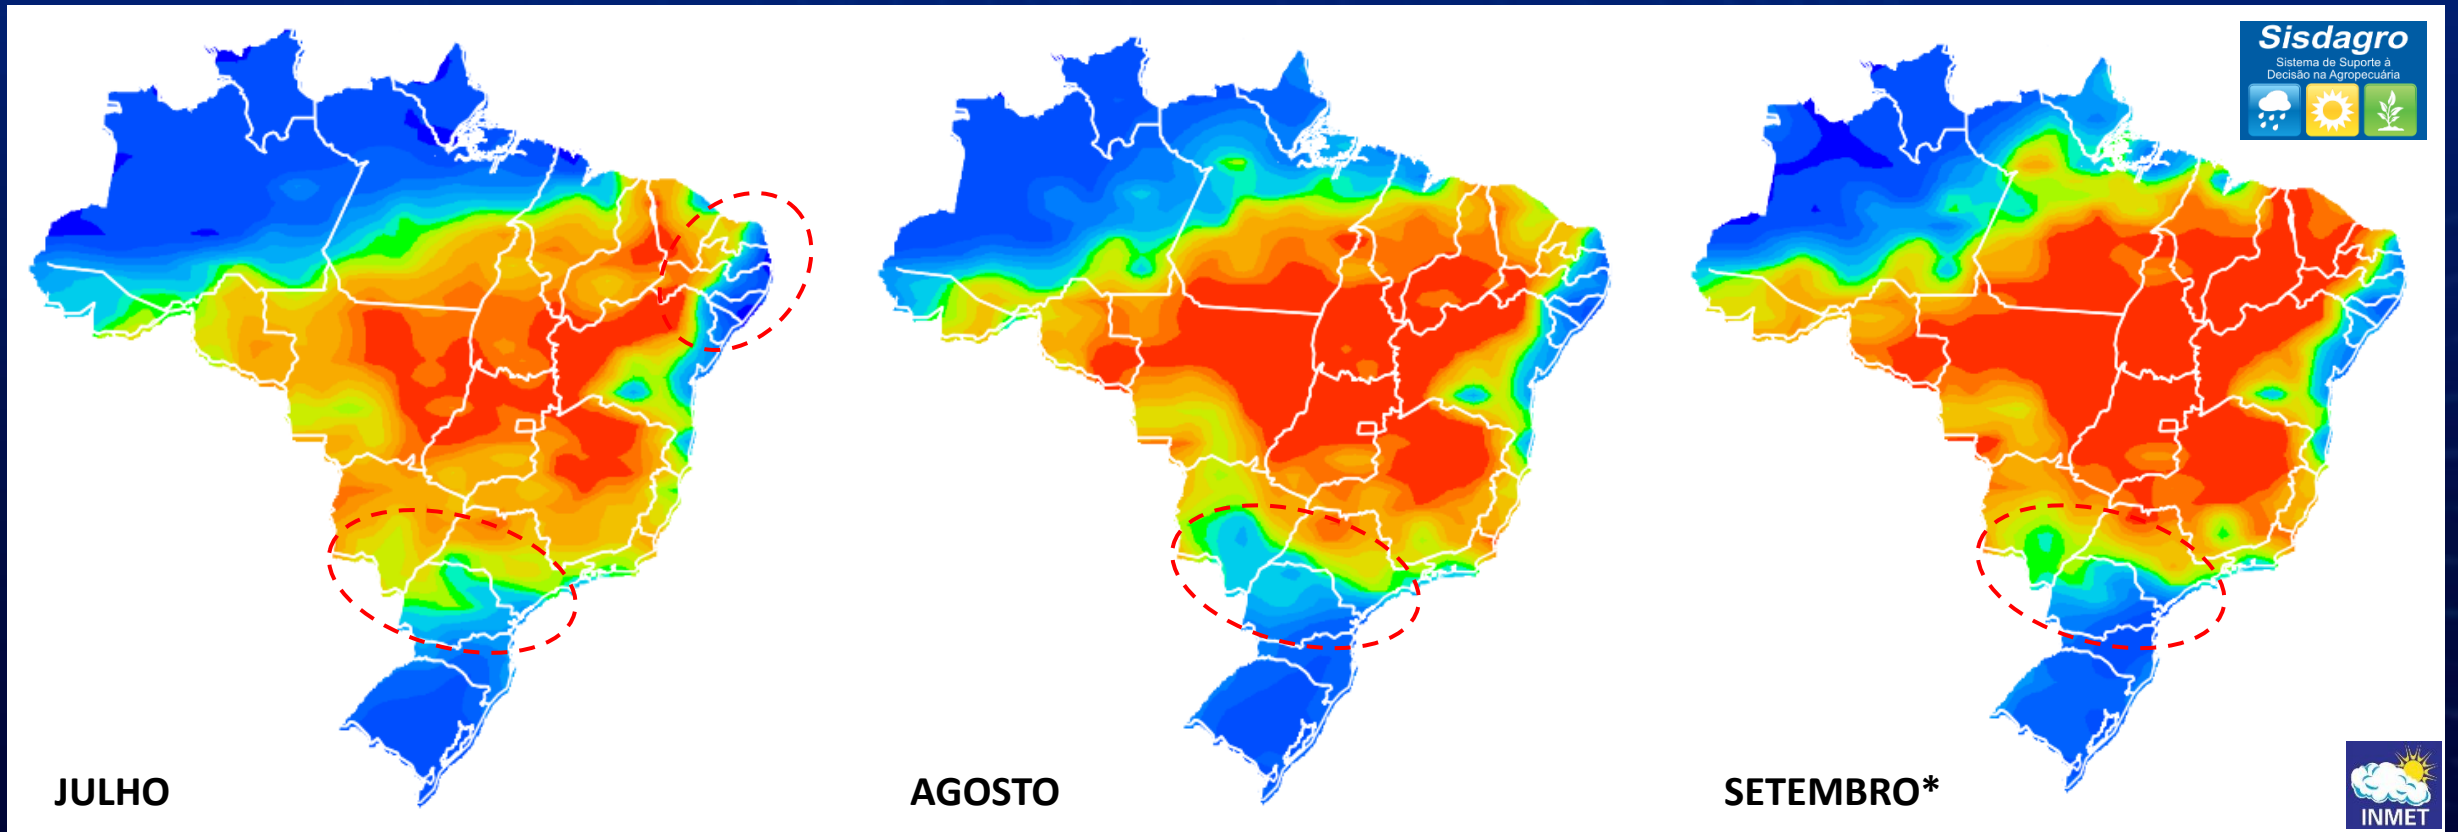 Sisdagro
Sistema de Suporte à
Decisão na Agropecuária
JULHO
AGOSTO
SETEMBRO*
INMET